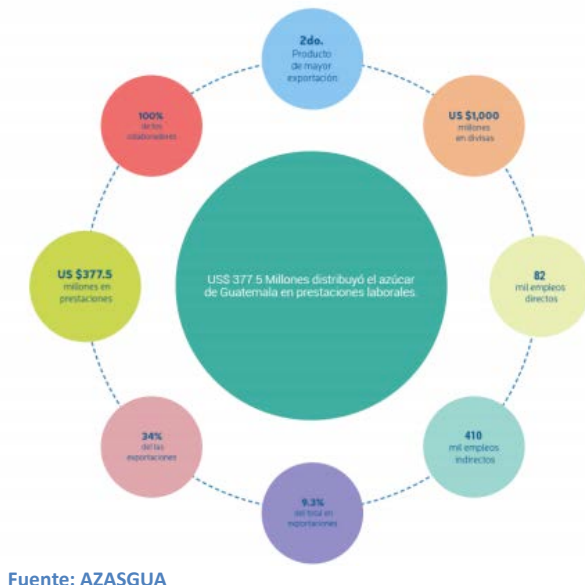 2do.
Producto
de mayor
exportación
US $1,000
millones
en divisas
82
mil empleos
directos
410
mil empleos
indirectos
9.3%
del total en
exportaciones
34%
de las
exportaciones
US $377.5
millones en
prestaciones
100%
de los
colaboradores
US$ 377.5 Millones distribuyó el azúcar
de Guatemala en prestaciones laborales.
Fuente: AZASGUA